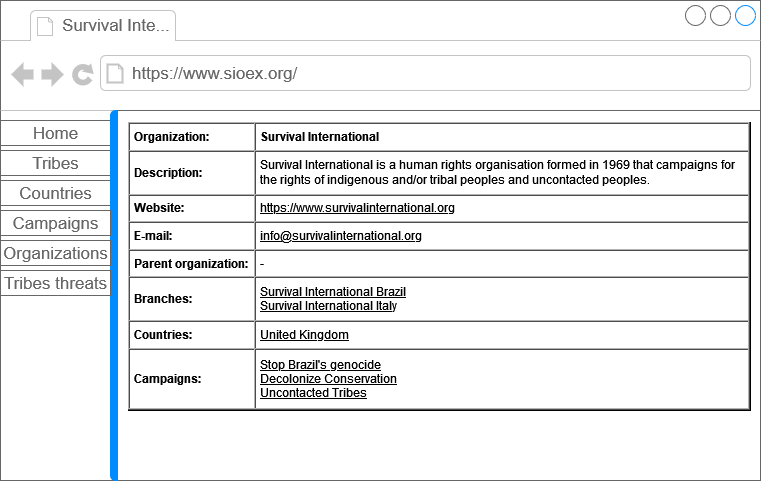 Survival Inte...
https://www.sioex.org/
Home
Tribes
Countries
Campaigns
Organizations
Tribes threats
Organization: Survival International
Description: Survival International is a human rights organisation formed in 1969 that campaigns for
the rights of indigenous and/or tribal peoples and uncontacted peoples.
Website: https://www.survivalinternational.org
E-mail: info@survivalinternational.org
Parent organization: -
Branches: Survival International Brazil
Survival International Italy
Countries: United Kingdom
Campaigns: Stop Brazil's genocide
Decolonize Conservation
Uncontacted Tribes